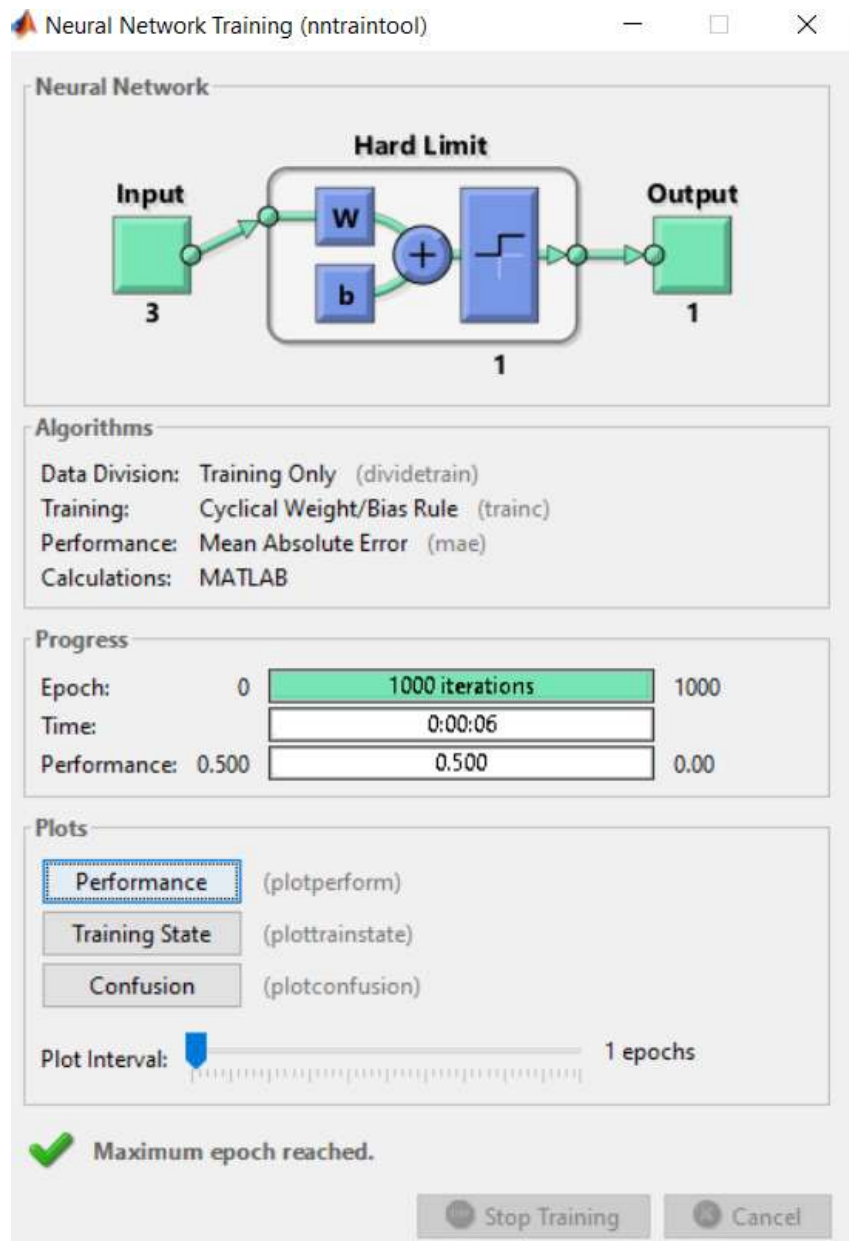 Neural Network Training (nntraintool)
Neural Network
Hard Limit
Input
Output
W
+
b
3
1
1
Algorithms
Data Division: Training Only (dividetrain)
Training: Cyclical Weight/Bias Rule (trainc)
Performance: Mean Absolute Error (mae)
Calculations: MATLAB
Progress
Epoch: 0 1000 iterations 1000
Time: 0:00:06
Performance: 0.500 0.500 0.00
Plots
Performance (plotperform)
Training State (plottrainstate)
Confusion (plotconfusion)
Plot Interval: 1 epochs
Maximum epoch reached.
Stop Training Cancel